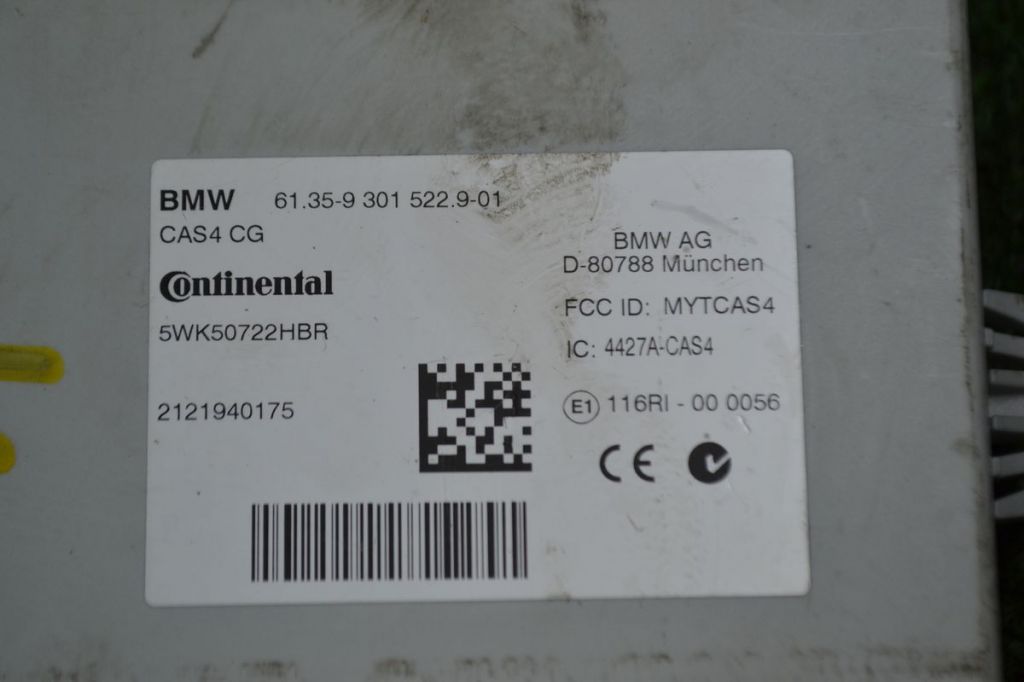 BMW 61.35-9 301 522.9-01
CAS4 CG
Continental
5WK50722HBR
2121940175
BMW AG
D-80788 München
FCC ID: MYTCAS4
IC: 4427A-CAS4
E1 116RI - 00 0056
CE